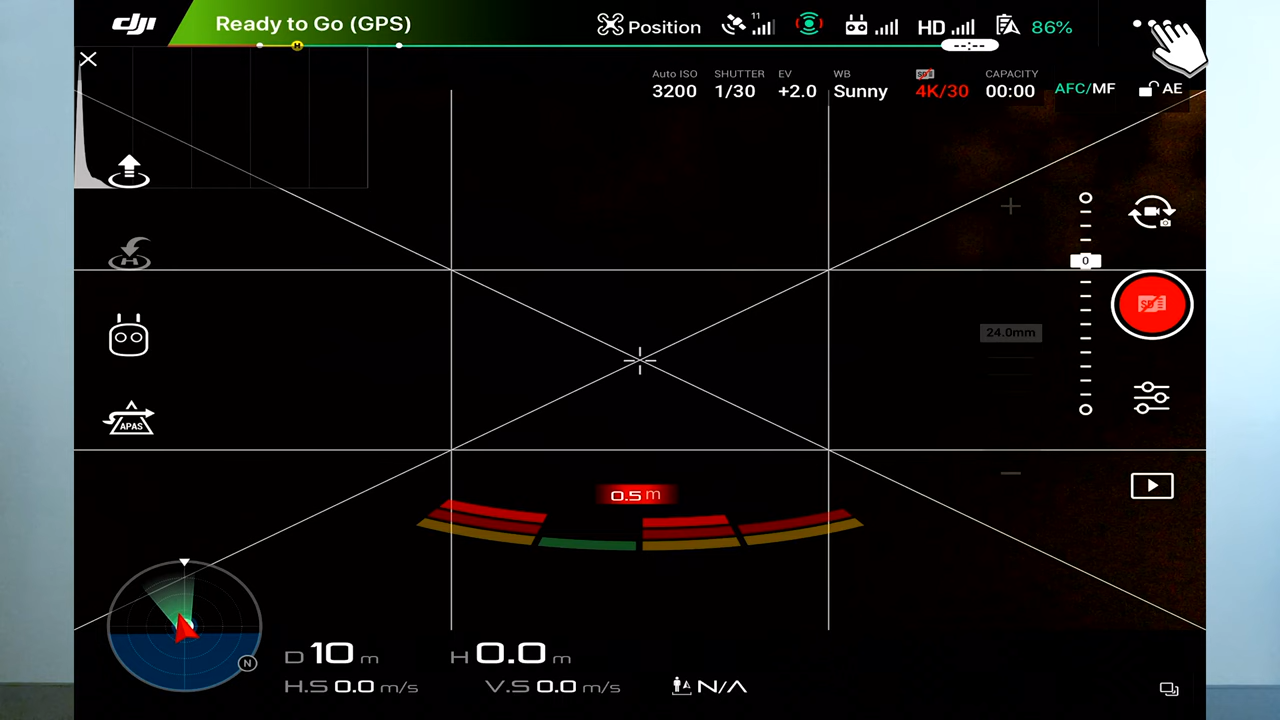 dji Ready to Go (GPS) Position 11 HD 86%
H --:--
Auto ISO SHUTTER EV WB SD CAPACITY
3200 1/30 +2.0 Sunny 4K/30 00:00 AFC/MF AE
0
SD
H
24.0mm
APAS
0.5 m
N
D 10 m H 0.0 m
H.S 0.0 m/s V.S 0.0 m/s N/A